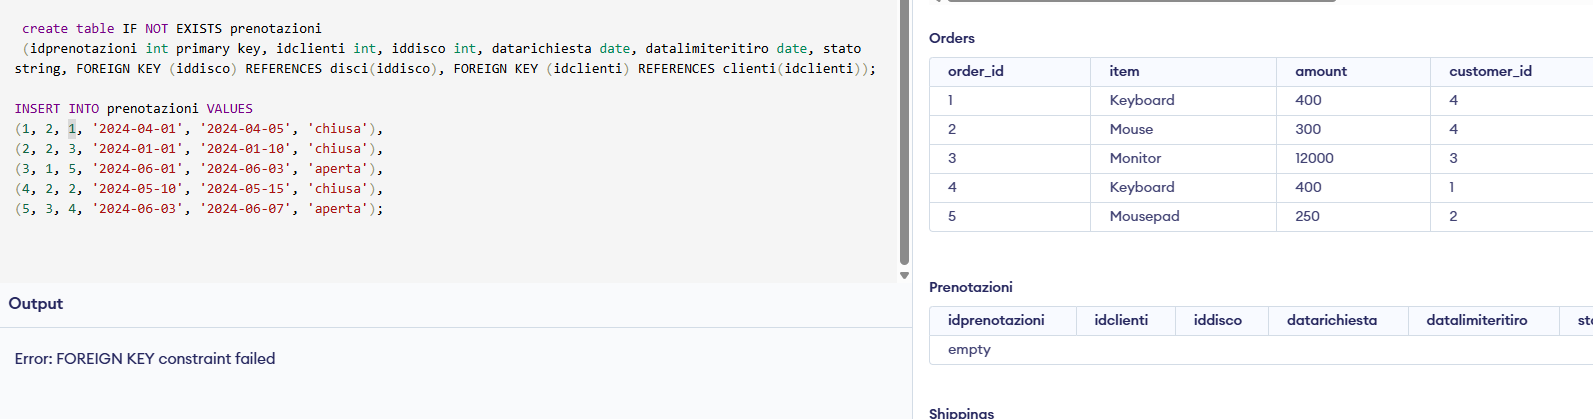 create table IF NOT EXISTS prenotazioni
(idprenotazioni int primary key, idclienti int, iddisco int, datarichiesta date, datalimiteritiro date, stato
string, FOREIGN KEY (iddisco) REFERENCES disci(iddisco), FOREIGN KEY (idclienti) REFERENCES clienti(idclienti));
INSERT INTO prenotazioni VALUES
(1, 2, 1, '2024-04-01', '2024-04-05', 'chiusa'),
(2, 2, 3, '2024-01-01', '2024-01-10', 'chiusa'),
(3, 1, 5, '2024-06-01', '2024-06-03', 'aperta'),
(4, 2, 2, '2024-05-10', '2024-05-15', 'chiusa'),
(5, 3, 4, '2024-06-03', '2024-06-07', 'aperta');
Output
Error: FOREIGN KEY constraint failed
Orders
order_id item amount customer_id
1 Keyboard 400 4
2 Mouse 300 4
3 Monitor 12000 3
4 Keyboard 400 1
5 Mousepad 250 2
Prenotazioni
idprenotazioni idclienti iddisco datarichiesta datalimiteritiro
empty
Shippings